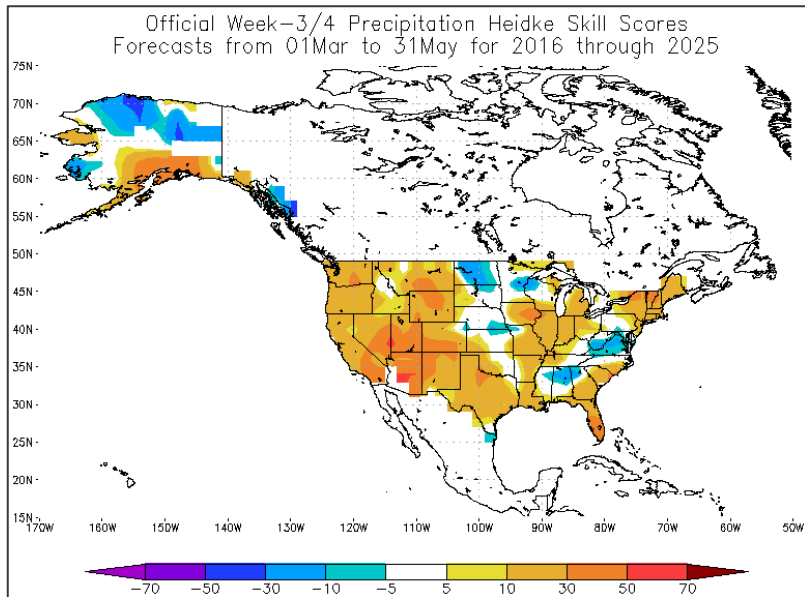 Official Week-3/4 Precipitation Heidke Skill Scores
Forecasts from 01Mar to 31May for 2016 through 2025
75N
70N
65N
60N
55N
50N
45N
40N
35N
30N
25N
20N
15N
170W 160W 150W 140W 130W 120W 110W 100W 90W 80W 70W 60W 50W
-70 -50 -30 -10 -5 5 10 30 50 70